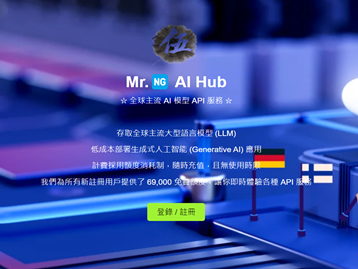 伍
Mr. NG AI Hub
☆ 全球主流 AI 模型 API 服務 ☆
存取全球主流大型語言模型 (LLM)
低成本部署生成式人工智能 (Generative AI) 應用
計費採用額度消耗制，隨時充值，且無使用時限
我們為所有新註冊用戶提供了 69,000 免費額度，讓你即時體驗各種 API 服務
登錄 / 註冊